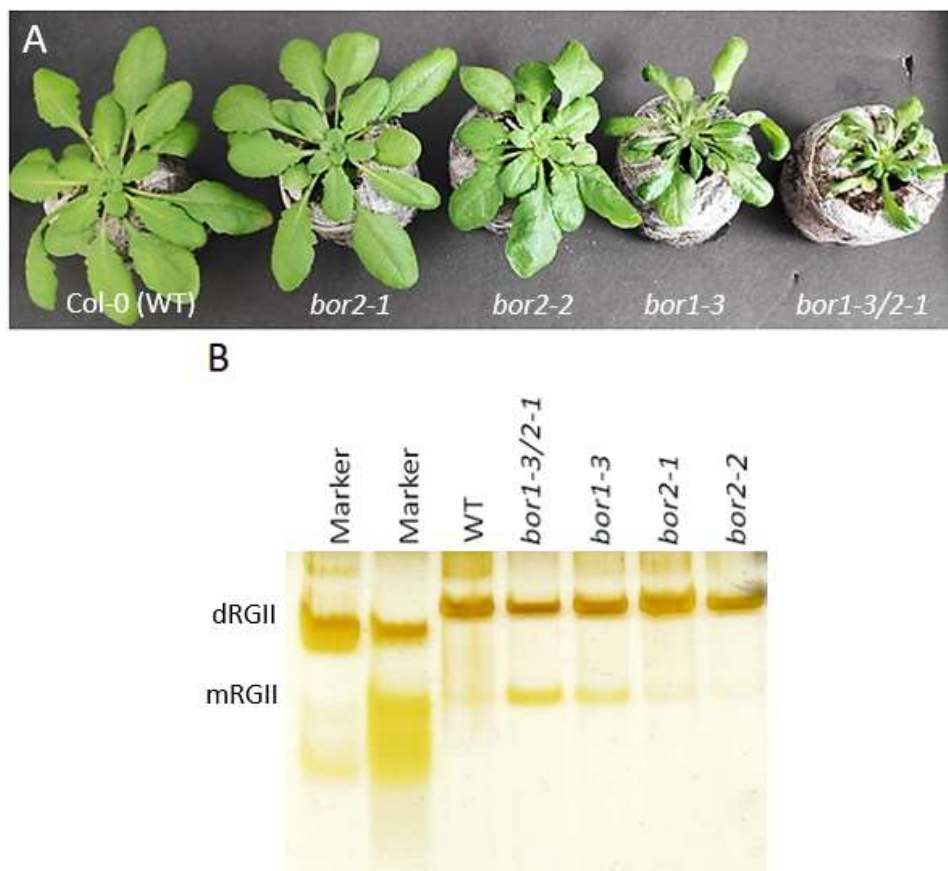 A
Col-0 (WT) bor2-1 bor2-2 bor1-3 bor1-3/2-1
B
Marker Marker WT bor1-3/2-1 bor1-3 bor2-1 bor2-2
dRGII
mRGII